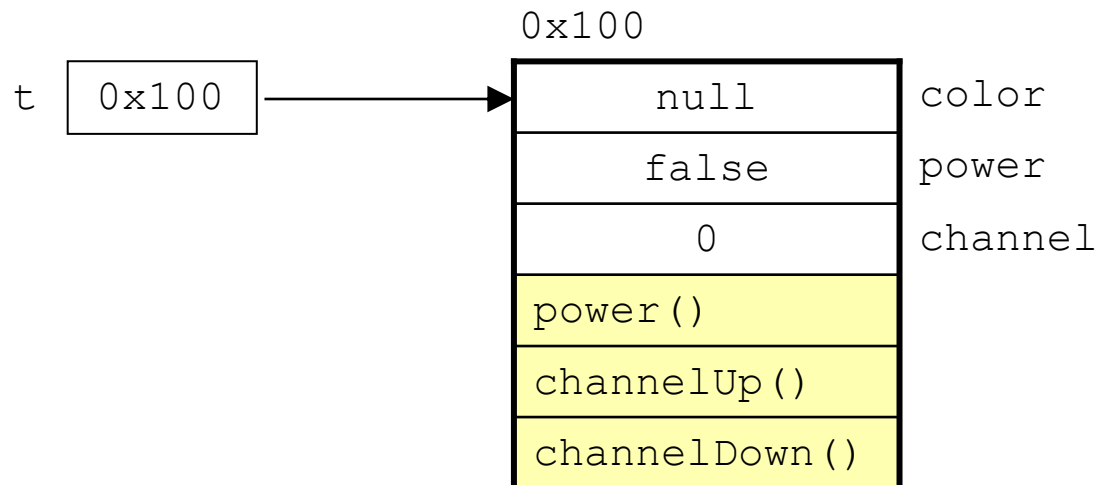 0x100
t 0x100 null color
false power
0 channel
power()
channelUp()
channelDown()